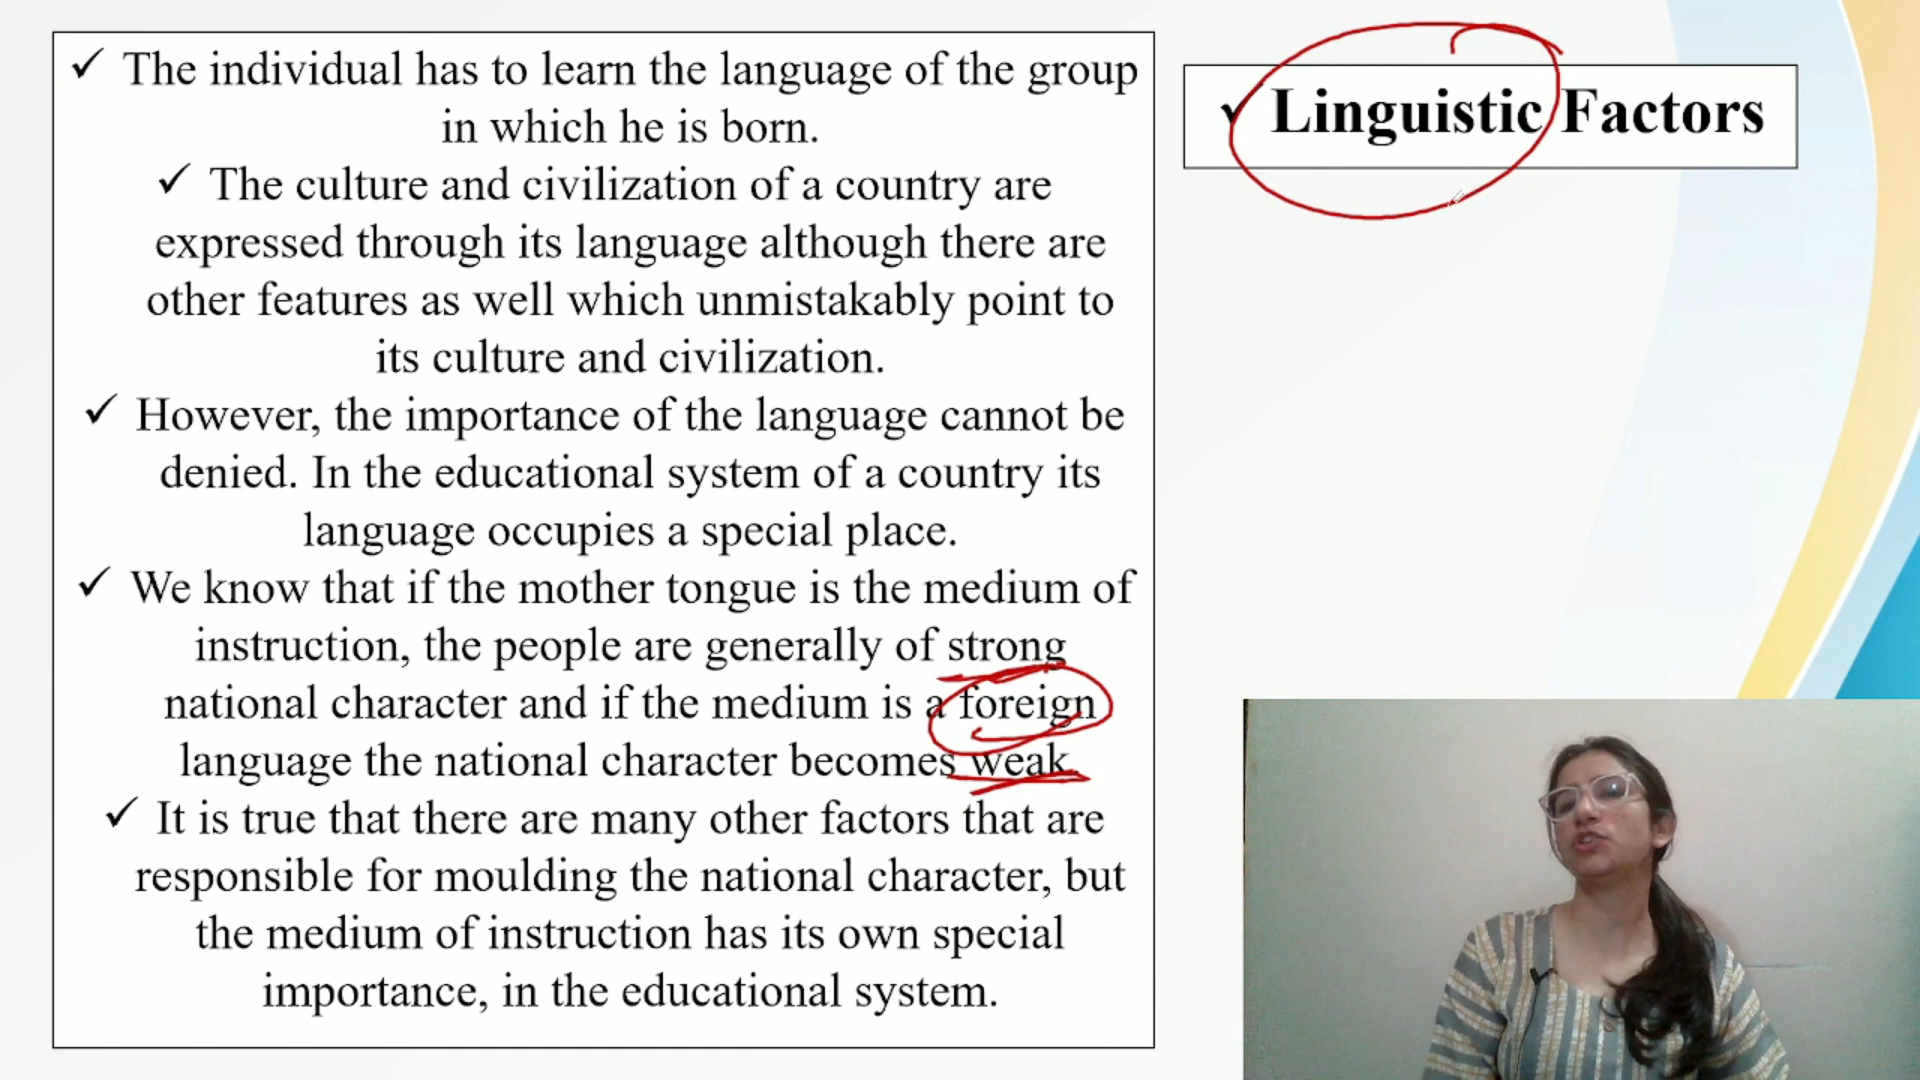 ✓ The individual has to learn the language of the group
in which he is born.
✓ The culture and civilization of a country are
expressed through its language although there are
other features as well which unmistakably point to
its culture and civilization.
✓ However, the importance of the language cannot be
denied. In the educational system of a country its
language occupies a special place.
✓ We know that if the mother tongue is the medium of
instruction, the people are generally of strong
national character and if the medium is a foreign
language the national character becomes weak.
✓ It is true that there are many other factors that are
responsible for moulding the national character, but
the medium of instruction has its own special
importance, in the educational system.
✓ Linguistic Factors